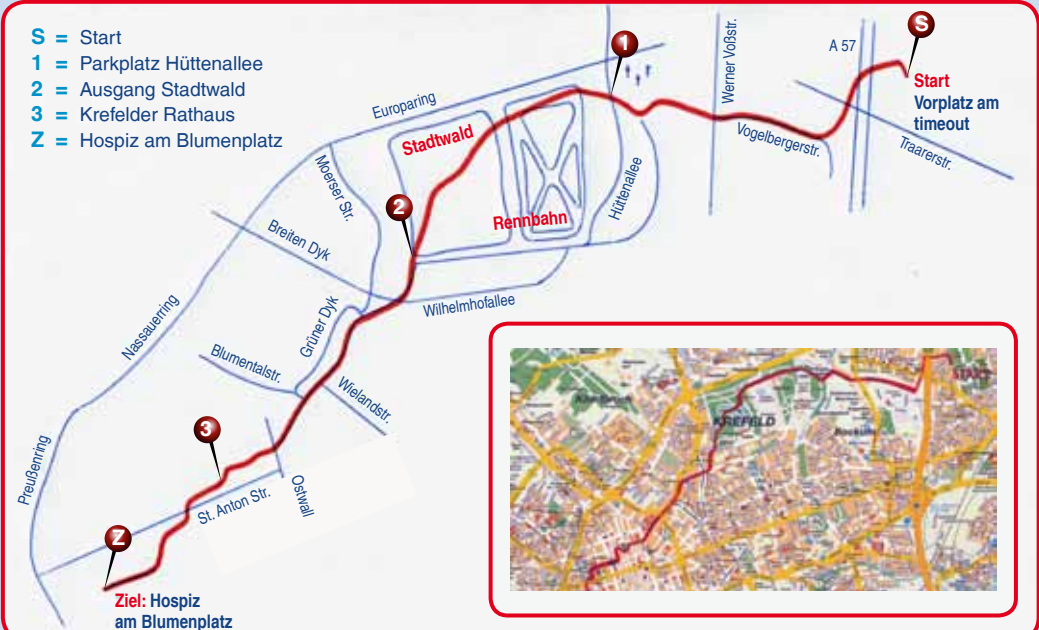 S = Start
1 = Parkplatz Hüttenallee
2 = Ausgang Stadtwald
3 = Krefelder Rathaus
Z = Hospiz am Blumenplatz
S
Start
Vorplatz am
timeout
A 57
Traarerstr.
Werner Voßstr.
Vogelbergerstr.
1
Europaring
Stadtwald
Rennbahn
Hüttenallee
Moerser Str.
2
Breiten Dyk
Wilhelmhofallee
Nassauerring
Grüner Dyk
Blumentalstr.
Wielandstr.
3
Preußenring
St. Anton Str.
Ostwall
Z
Ziel: Hospiz
am Blumenplatz
START
KREFELD